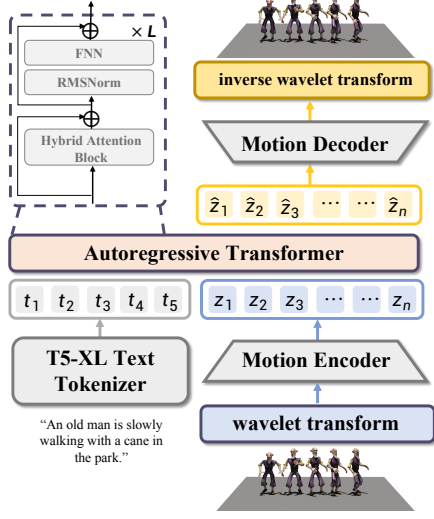 × L
FNN
RMSNorm
Hybrid Attention
Block
inverse wavelet transform
Motion Decoder
ẑ1 ẑ2 ẑ3 ··· ··· ẑn
Autoregressive Transformer
t1 t2 t3 t4 t5
z1 z2 z3 ··· ··· zn
T5-XL Text
Tokenizer
Motion Encoder
"An old man is slowly
walking with a cane in
the park."
wavelet transform